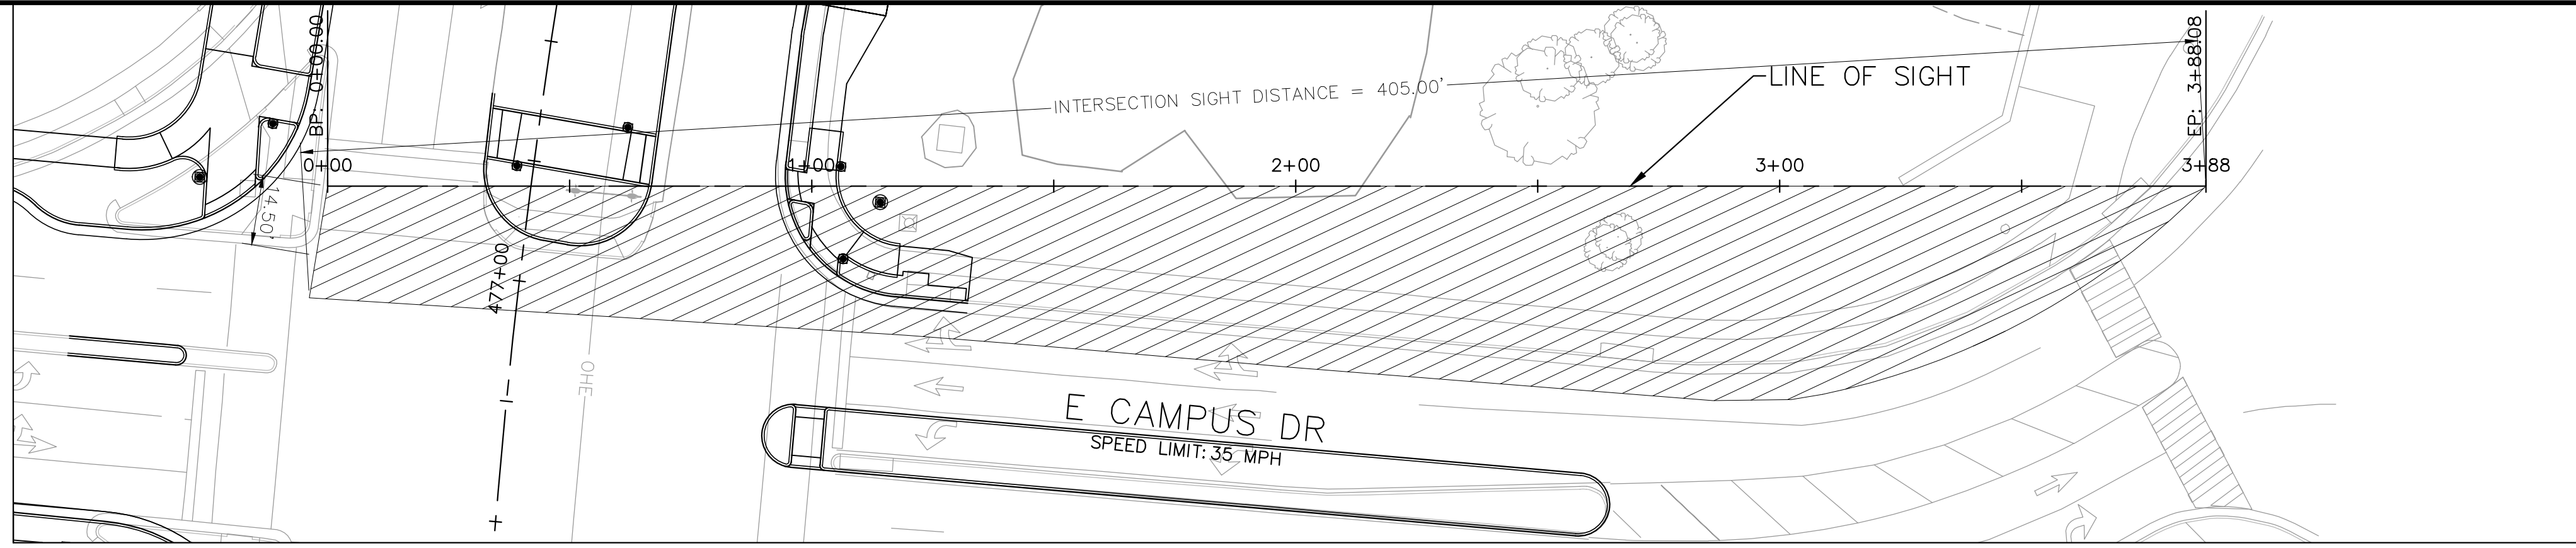 BP: 0+00.00
EP: 3+88.08
LINE OF SIGHT
INTERSECTION SIGHT DISTANCE = 405.00'
0+00
1+00
2+00
3+00
3+88
14.50'
477+00
OHE
E CAMPUS DR
SPEED LIMIT: 35 MPH